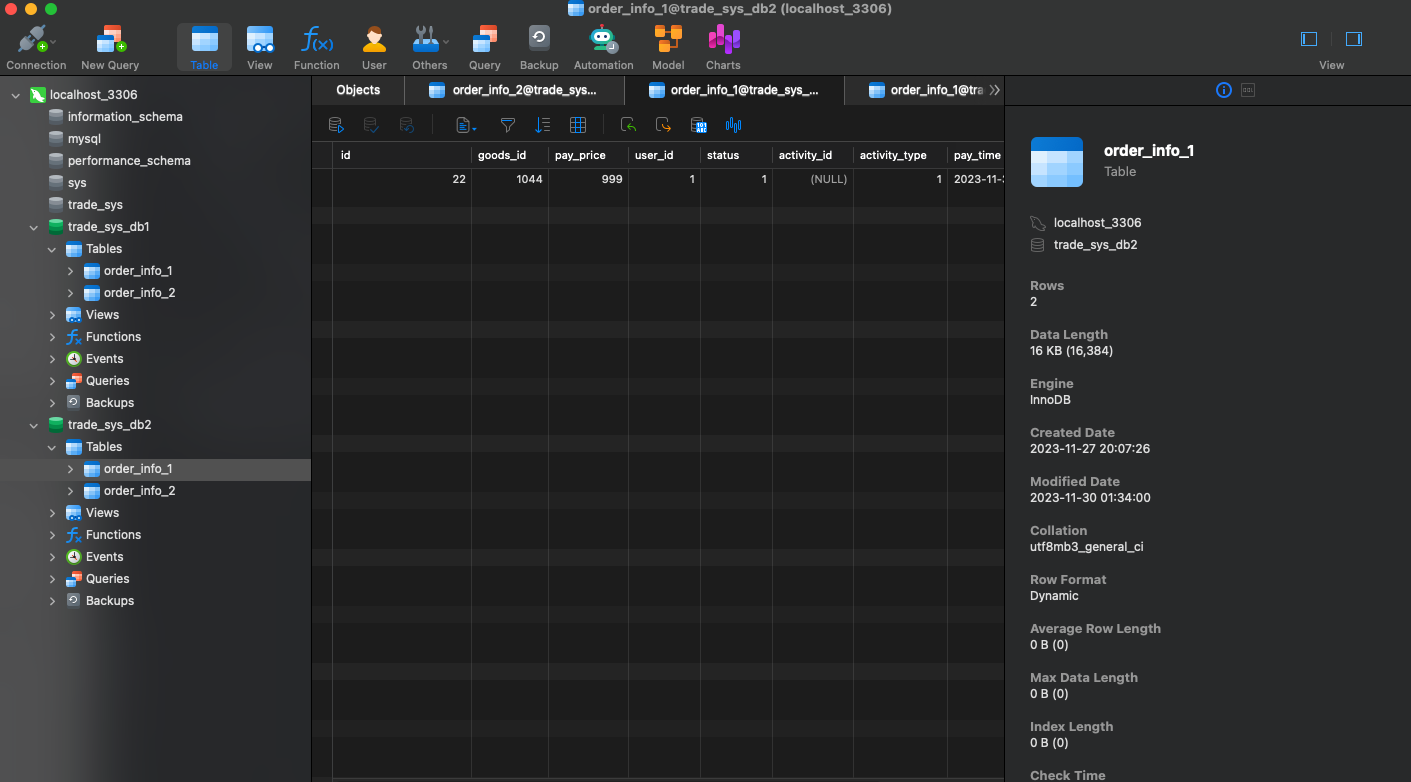 order_info_1@trade_sys_db2 (localhost_3306)
Connection
New Query
Table
View
Function
User
Others
Query
Backup
Automation
Model
Charts
View
localhost_3306
information_schema
mysql
performance_schema
sys
trade_sys
trade_sys_db1
Tables
order_info_1
order_info_2
Views
Functions
Events
Queries
Backups
trade_sys_db2
Tables
order_info_1
order_info_2
Views
Functions
Events
Queries
Backups
Objects order_info_2@trade_sys... order_info_1@trade_sys_... order_info_1@tra
id goods_id pay_price user_id status activity_id activity_type pay_time
22 1044 999 1 1 (NULL) 1 2023-11-
order_info_1
Table
localhost_3306
trade_sys_db2
Rows
2
Data Length
16 KB (16,384)
Engine
InnoDB
Created Date
2023-11-27 20:07:26
Modified Date
2023-11-30 01:34:00
Collation
utf8mb3_general_ci
Row Format
Dynamic
Average Row Length
0 B (0)
Max Data Length
0 B (0)
Index Length
0 B (0)
Check Time